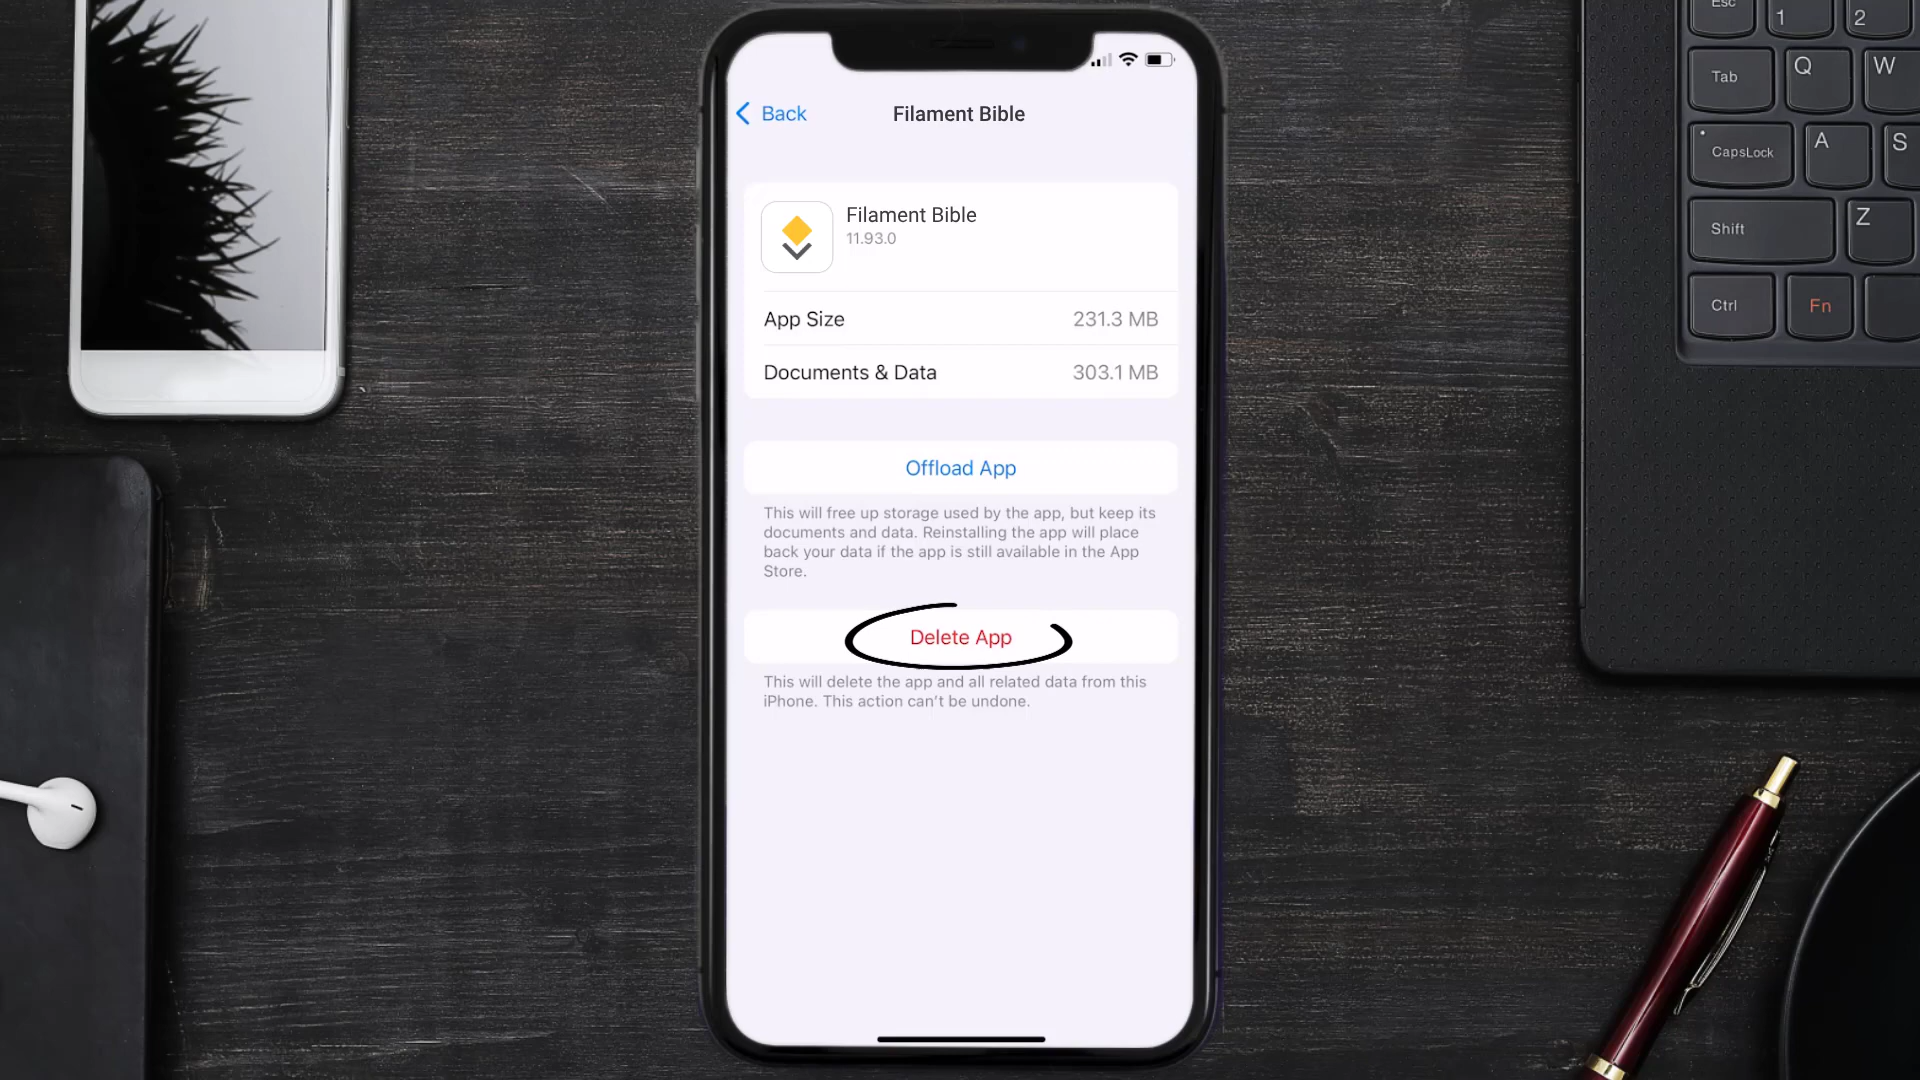 Back
Filament Bible
Filament Bible
11.93.0
App Size 231.3 MB
Documents & Data 303.1 MB
Offload App
This will free up storage used by the app, but keep its
documents and data. Reinstalling the app will place
back your data if the app is still available in the App
Store.
Delete App
This will delete the app and all related data from this
iPhone. This action can't be undone.
Esc 1 2
Tab Q W
CapsLock A S
Shift Z
Ctrl Fn